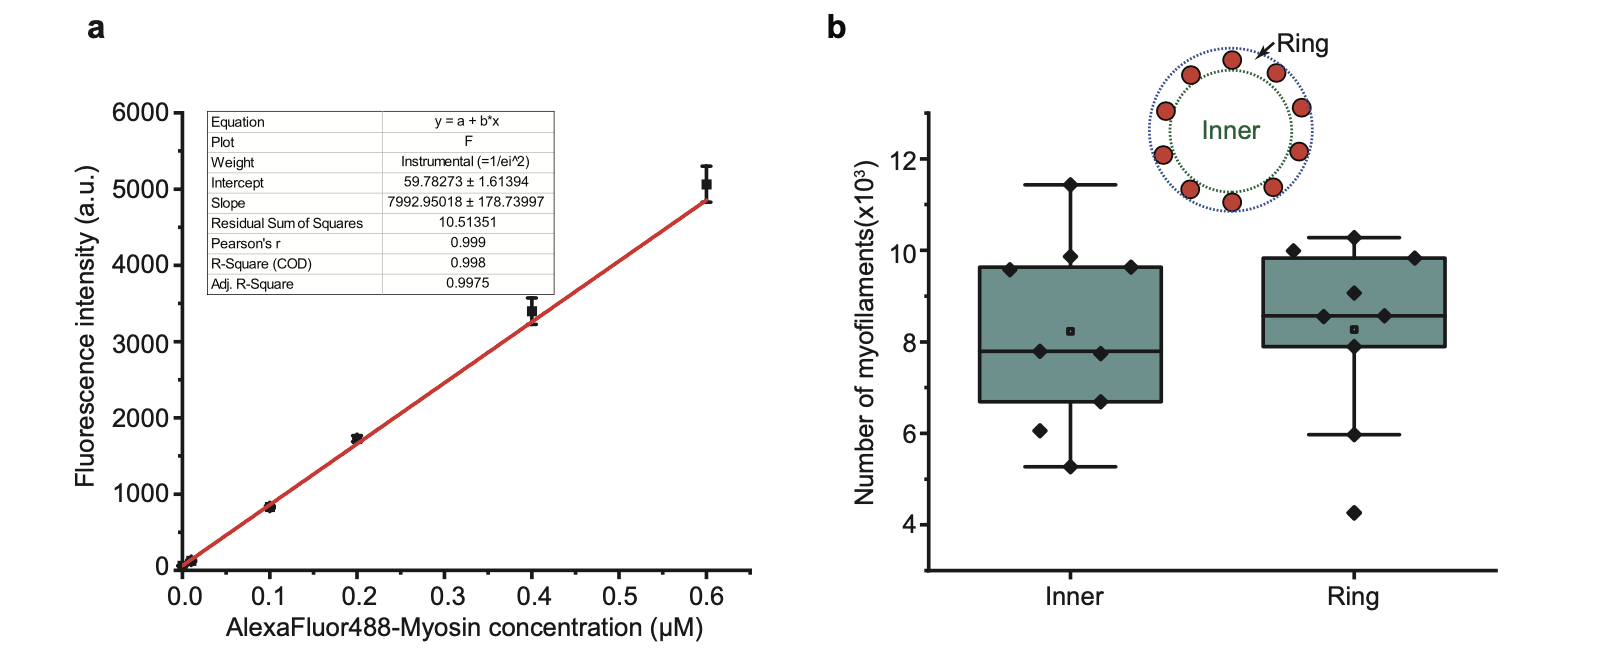 a
6000
5000
4000
3000
2000
1000
0
Fluorescence intensity (a.u.)
Equation y = a + b*x
Plot F
Weight Instrumental (=1/ei^2)
Intercept 59.78273 ± 1.61394
Slope 7992.95018 ± 178.73997
Residual Sum of Squares 10.51351
Pearson's r 0.999
R-Square (COD) 0.998
Adj. R-Square 0.9975
0.0 0.1 0.2 0.3 0.4 0.5 0.6
AlexaFluor488-Myosin concentration (µM)
b
Ring
Inner
12
10
8
6
4
Number of myofilaments(x10³)
Inner Ring